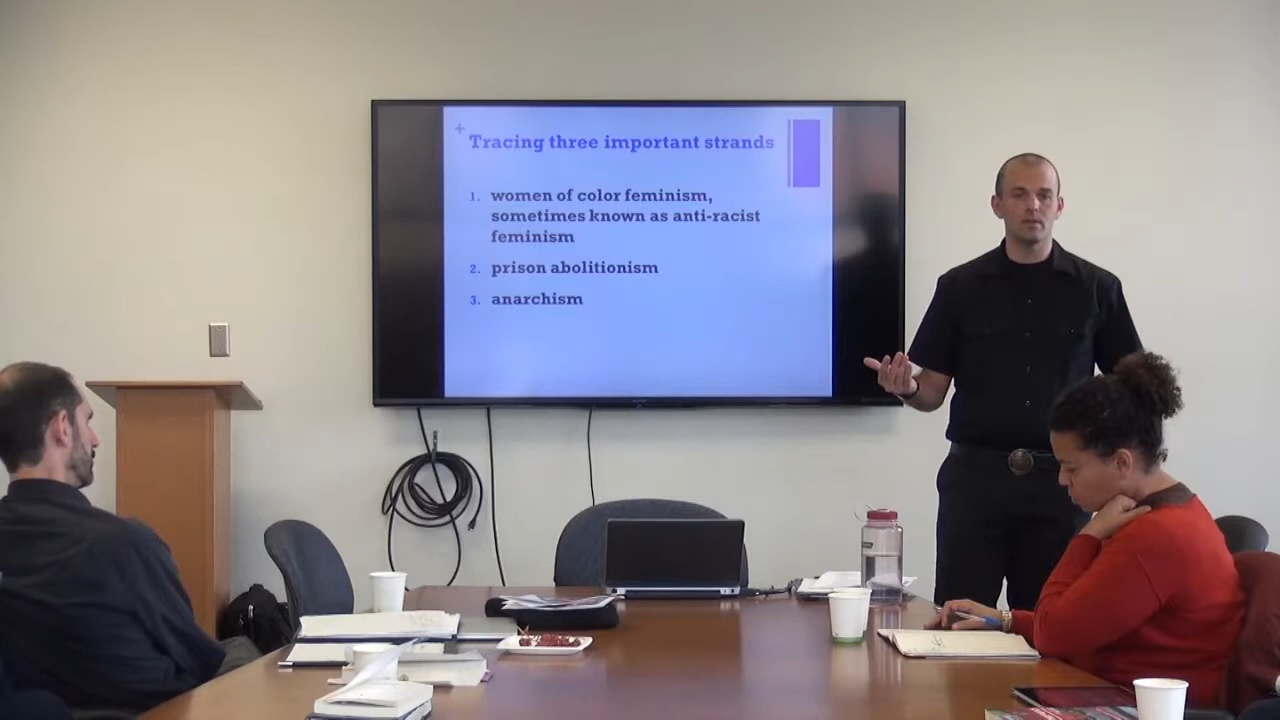 +
Tracing three important strands
1. women of color feminism,
sometimes known as anti-racist
feminism
2. prison abolitionism
3. anarchism